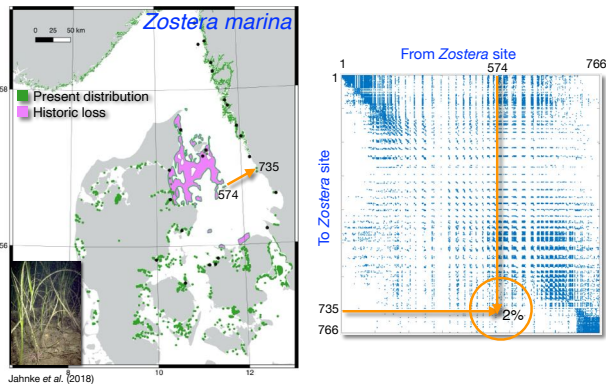 Zostera marina
0 25 50 km
58
Present distribution
Historic loss
735
574
56
8 10 12
Jahnke et al. (2018)
From Zostera site
1 574 766
1
To Zostera site
735
2%
766